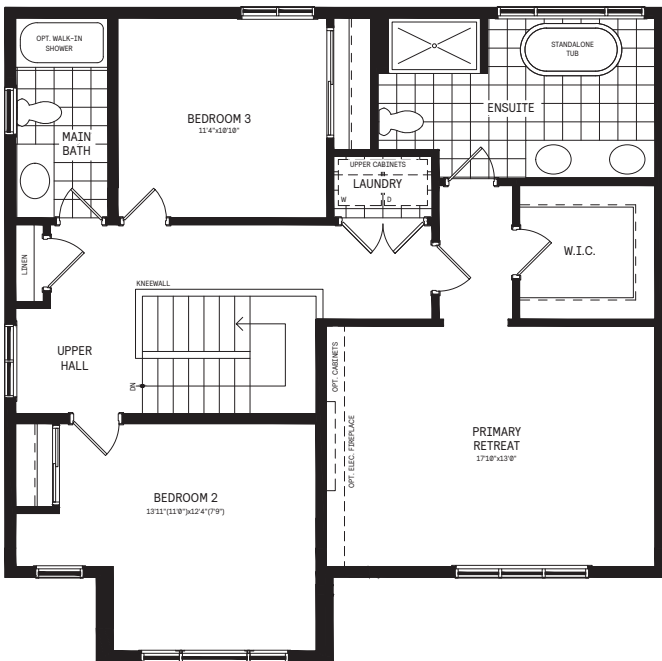 OPT. WALK-IN
SHOWER
STANDALONE
TUB
BEDROOM 3
11'4"x10'10"
ENSUITE
MAIN
BATH
UPPER CABINETS
LAUNDRY
W
D
LINEN
W.I.C.
KNEEWALL
UPPER
HALL
DN
OPT. CABINETS
OPT. ELEC. FIREPLACE
PRIMARY
RETREAT
17'10"x13'0"
BEDROOM 2
13'11"(11'0")x12'4"(7'9")